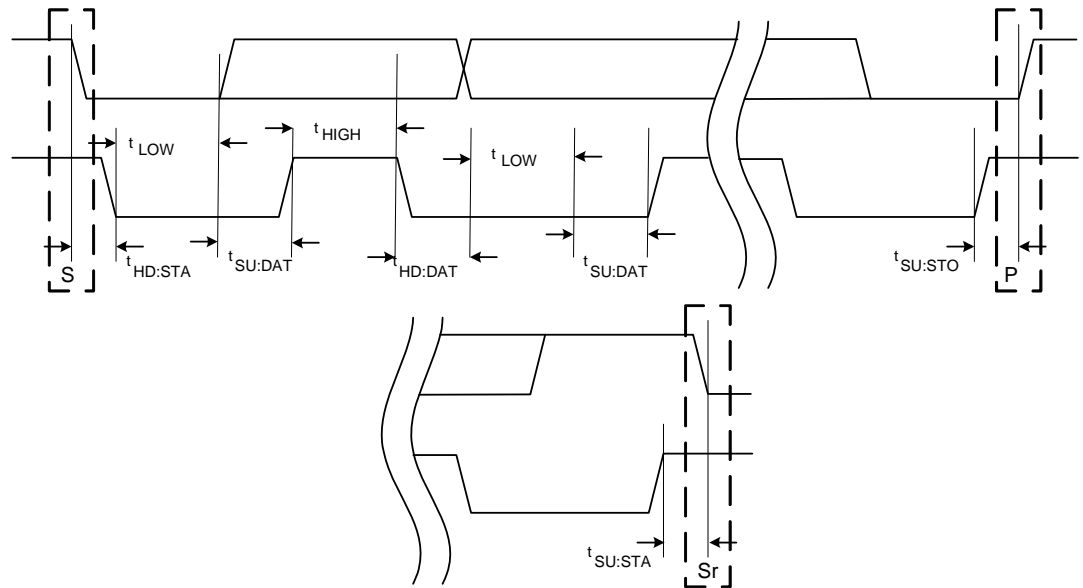 t HIGH
t LOW
t LOW
t HD:STA
t SU:DAT
t HD:DAT
t SU:DAT
t SU:STO
S
P
t SU:STA
Sr